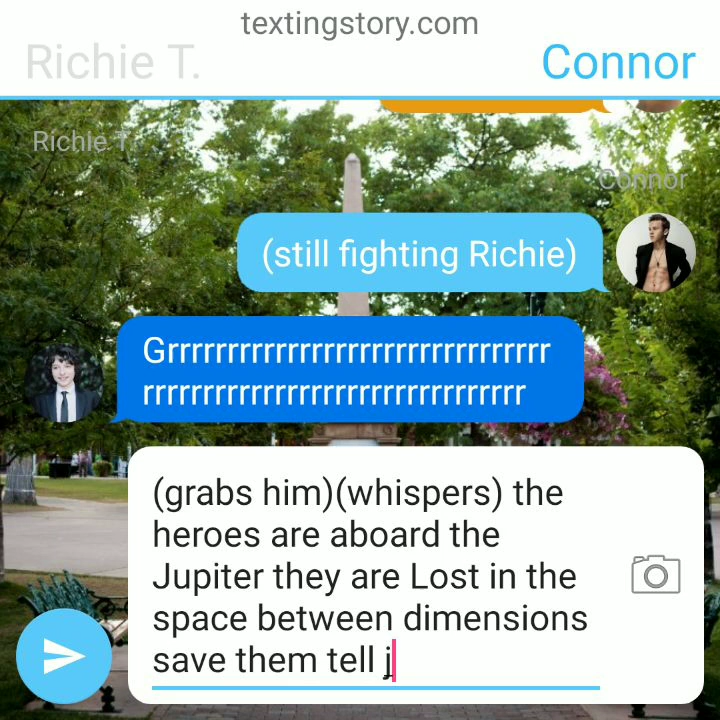 textingstory.com
Richie T.
Connor
Richie T.
Connor
(still fighting Richie)
Grrrrrrrrrrrrrrrrrrrrrrrrrrrrrrrrr
rrrrrrrrrrrrrrrrrrrrrrrrrrrrrrrr
(grabs him)(whispers) the
heroes are aboard the
Jupiter they are Lost in the
space between dimensions
save them tell j